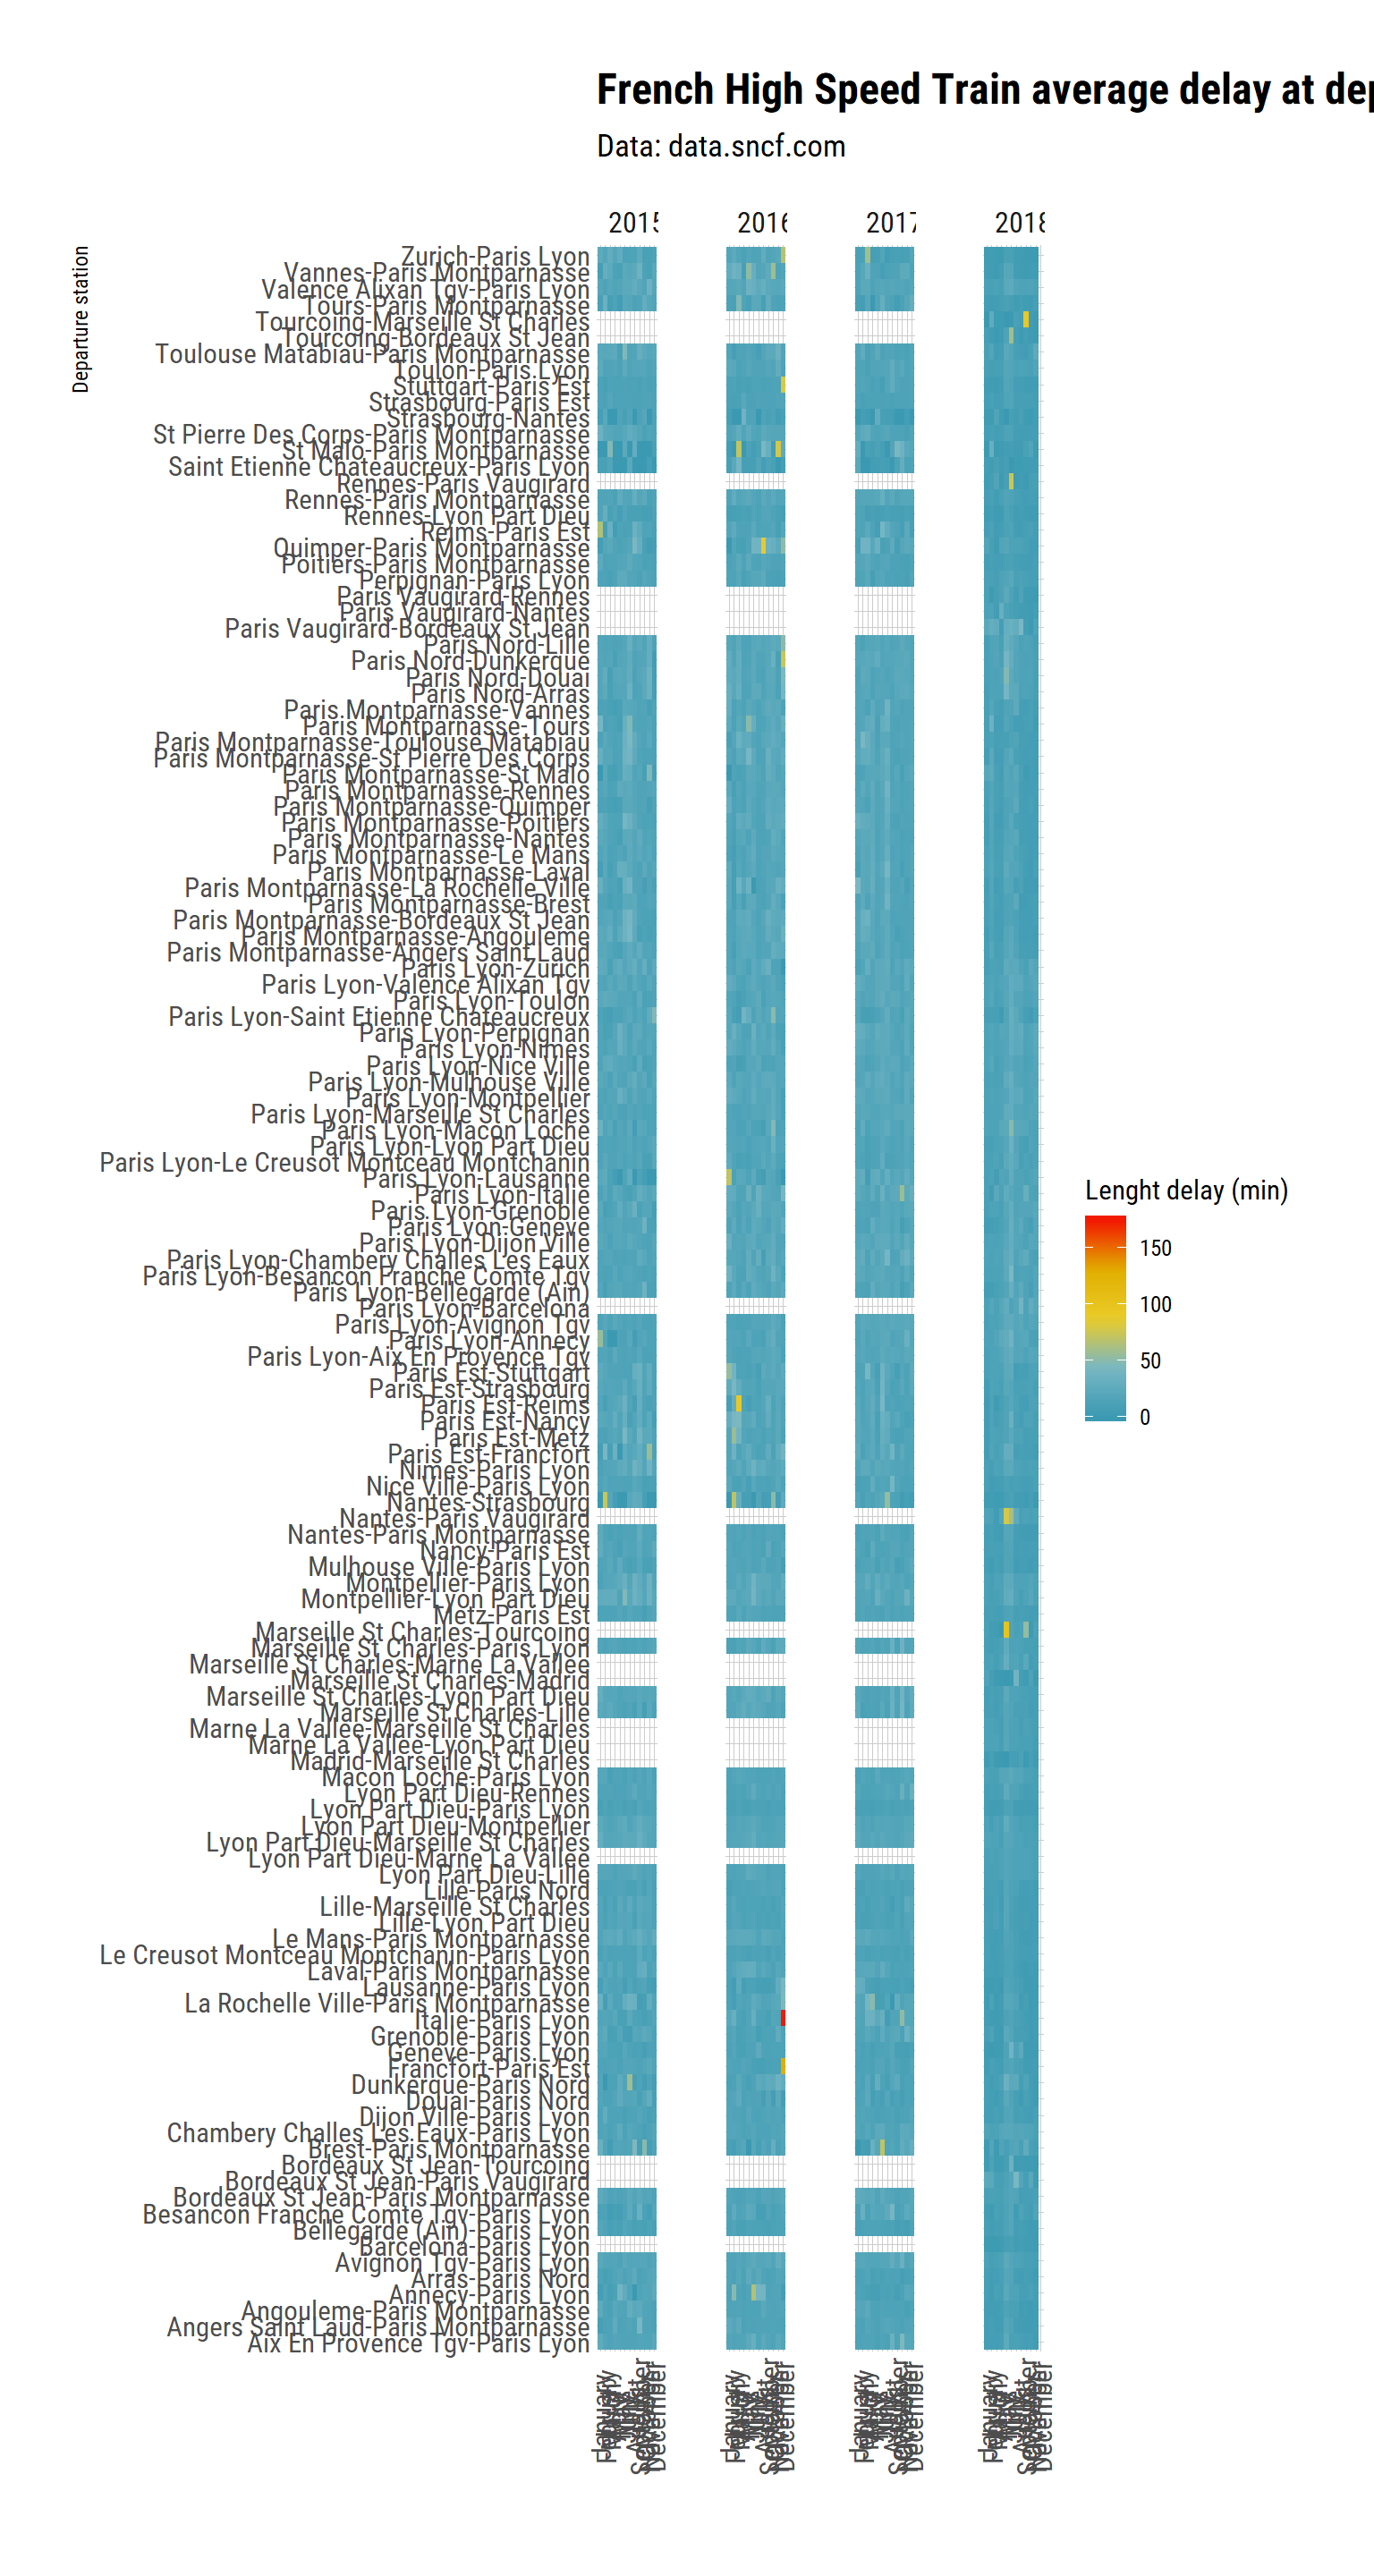 French High Speed Train average delay at dep
Data: data.sncf.com
2015 2016 2017 2018
Departure station
Zurich-Paris Lyon
Vannes-Paris Montparnasse
Valence Alixan Tgv-Paris Lyon
Tours-Paris Montparnasse
Tourcoing-Marseille St Charles
Tourcoing-Bordeaux St Jean
Toulouse Matabiau-Paris Montparnasse
Toulon-Paris Lyon
Stuttgart-Paris Est
Strasbourg-Paris Est
Strasbourg-Nantes
St Pierre Des Corps-Paris Montparnasse
St Malo-Paris Montparnasse
Saint Etienne Chateaucreux-Paris Lyon
Rennes-Paris Vaugirard
Rennes-Paris Montparnasse
Rennes-Lyon Part Dieu
Reims-Paris Est
Quimper-Paris Montparnasse
Poitiers-Paris Montparnasse
Perpignan-Paris Lyon
Paris Vaugirard-Rennes
Paris Vaugirard-Nantes
Paris Vaugirard-Bordeaux St Jean
Paris Nord-Lille
Paris Nord-Dunkerque
Paris Nord-Douai
Paris Nord-Arras
Paris Montparnasse-Vannes
Paris Montparnasse-Tours
Paris Montparnasse-Toulouse Matabiau
Paris Montparnasse-St Pierre Des Corps
Paris Montparnasse-St Malo
Paris Montparnasse-Rennes
Paris Montparnasse-Quimper
Paris Montparnasse-Poitiers
Paris Montparnasse-Nantes
Paris Montparnasse-Le Mans
Paris Montparnasse-Laval
Paris Montparnasse-La Rochelle Ville
Paris Montparnasse-Brest
Paris Montparnasse-Bordeaux St Jean
Paris Montparnasse-Angouleme
Paris Montparnasse-Angers Saint Laud
Paris Lyon-Zurich
Paris Lyon-Valence Alixan Tgv
Paris Lyon-Toulon
Paris Lyon-Saint Etienne Chateaucreux
Paris Lyon-Perpignan
Paris Lyon-Nimes
Paris Lyon-Nice Ville
Paris Lyon-Mulhouse Ville
Paris Lyon-Montpellier
Paris Lyon-Marseille St Charles
Paris Lyon-Macon Loche
Paris Lyon-Lyon Part Dieu
Paris Lyon-Le Creusot Montceau Montchanin
Paris Lyon-Lausanne
Paris Lyon-Italie
Paris Lyon-Grenoble
Paris Lyon-Geneve
Paris Lyon-Dijon Ville
Paris Lyon-Chambery Challes Les Eaux
Paris Lyon-Besancon Franche Comte Tgv
Paris Lyon-Bellegarde (Ain)
Paris Lyon-Barcelona
Paris Lyon-Avignon Tgv
Paris Lyon-Annecy
Paris Lyon-Aix En Provence Tgv
Paris Est-Stuttgart
Paris Est-Strasbourg
Paris Est-Reims
Paris Est-Nancy
Paris Est-Metz
Paris Est-Francfort
Nimes-Paris Lyon
Nice Ville-Paris Lyon
Nantes-Strasbourg
Nantes-Paris Vaugirard
Nantes-Paris Montparnasse
Nancy-Paris Est
Mulhouse Ville-Paris Lyon
Montpellier-Paris Lyon
Montpellier-Lyon Part Dieu
Metz-Paris Est
Marseille St Charles-Tourcoing
Marseille St Charles-Paris Lyon
Marseille St Charles-Marne La Vallee
Marseille St Charles-Madrid
Marseille St Charles-Lyon Part Dieu
Marseille St Charles-Lille
Marne La Vallee-Marseille St Charles
Marne La Vallee-Lyon Part Dieu
Madrid-Marseille St Charles
Macon Loche-Paris Lyon
Lyon Part Dieu-Rennes
Lyon Part Dieu-Paris Lyon
Lyon Part Dieu-Montpellier
Lyon Part Dieu-Marseille St Charles
Lyon Part Dieu-Marne La Vallee
Lyon Part Dieu-Lille
Lille-Paris Nord
Lille-Marseille St Charles
Lille-Lyon Part Dieu
Le Mans-Paris Montparnasse
Le Creusot Montceau Montchanin-Paris Lyon
Laval-Paris Montparnasse
Lausanne-Paris Lyon
La Rochelle Ville-Paris Montparnasse
Italie-Paris Lyon
Grenoble-Paris Lyon
Geneve-Paris Lyon
Francfort-Paris Est
Dunkerque-Paris Nord
Douai-Paris Nord
Dijon Ville-Paris Lyon
Chambery Challes Les Eaux-Paris Lyon
Brest-Paris Montparnasse
Bordeaux St Jean-Tourcoing
Bordeaux St Jean-Paris Vaugirard
Bordeaux St Jean-Paris Montparnasse
Besancon Franche Comte Tgv-Paris Lyon
Bellegarde (Ain)-Paris Lyon
Barcelona-Paris Lyon
Avignon Tgv-Paris Lyon
Arras-Paris Nord
Annecy-Paris Lyon
Angouleme-Paris Montparnasse
Angers Saint Laud-Paris Montparnasse
Aix En Provence Tgv-Paris Lyon
Lenght delay (min)
150
100
50
0
January
December
January
December
January
December
January
December